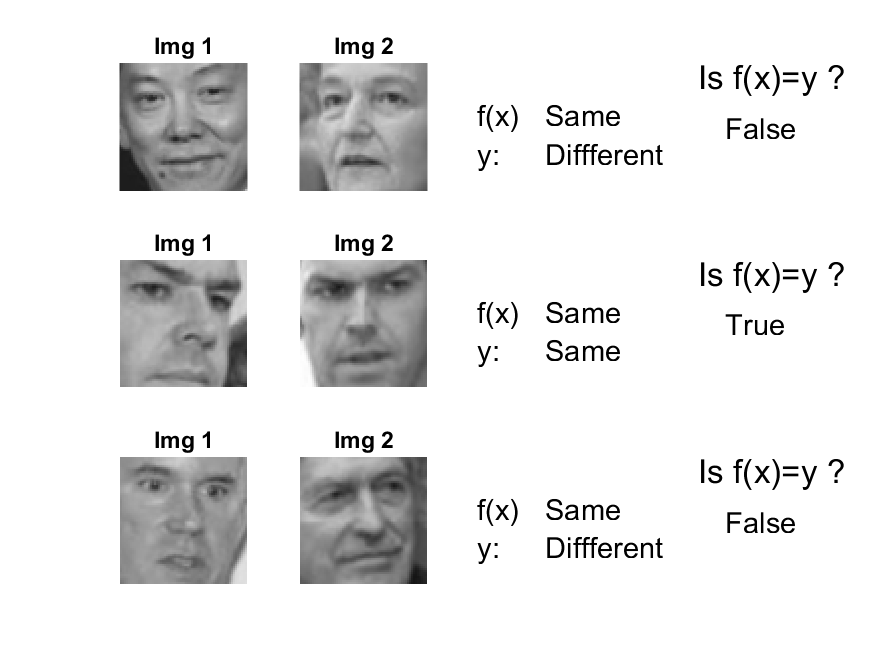 Img 1 Img 2
Is f(x)=y ?
f(x) Same
False
y: Diffferent
Img 1 Img 2
Is f(x)=y ?
f(x) Same
True
y: Same
Img 1 Img 2
Is f(x)=y ?
f(x) Same
False
y: Diffferent